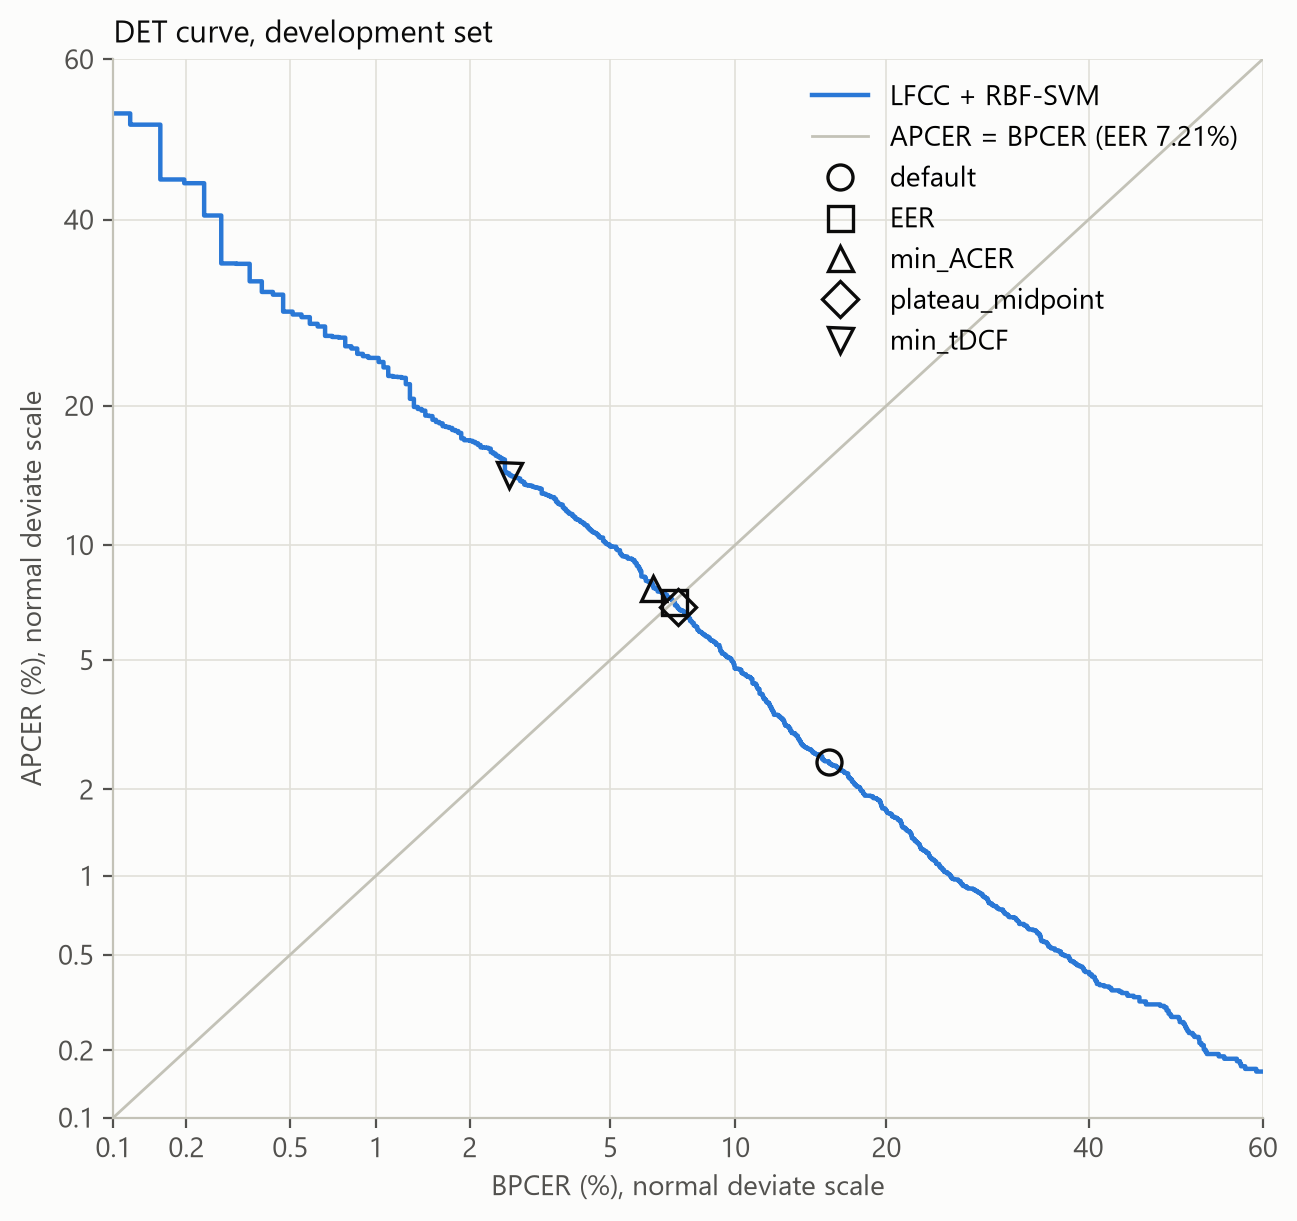 DET curve, development set
LFCC + RBF-SVM
APCER = BPCER (EER 7.21%)
default
EER
min_ACER
plateau_midpoint
min_tDCF
APCER (%), normal deviate scale
60
40
20
10
5
2
1
0.5
0.2
0.1
0.1 0.2 0.5 1 2 5 10 20 40 60
BPCER (%), normal deviate scale